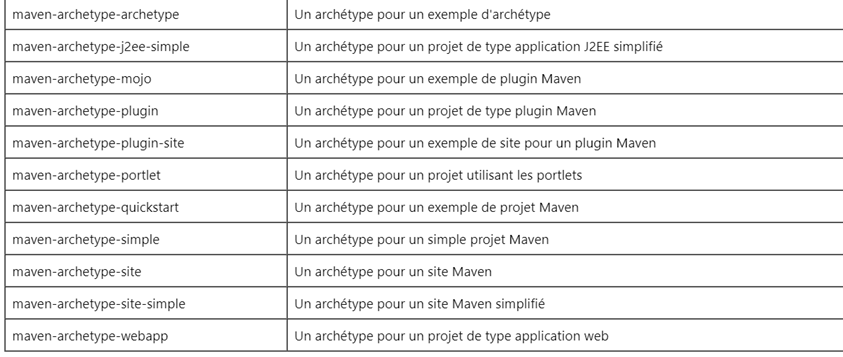 maven-archetype-archetype Un archétype pour un exemple d'archétype
maven-archetype-j2ee-simple Un archétype pour un projet de type application J2EE simplifié
maven-archetype-mojo Un archétype pour un exemple de plugin Maven
maven-archetype-plugin Un archétype pour un projet de type plugin Maven
maven-archetype-plugin-site Un archétype pour un exemple de site pour un plugin Maven
maven-archetype-portlet Un archétype pour un projet utilisant les portlets
maven-archetype-quickstart Un archétype pour un exemple de projet Maven
maven-archetype-simple Un archétype pour un simple projet Maven
maven-archetype-site Un archétype pour un site Maven
maven-archetype-site-simple Un archétype pour un site Maven simplifié
maven-archetype-webapp Un archétype pour un projet de type application web